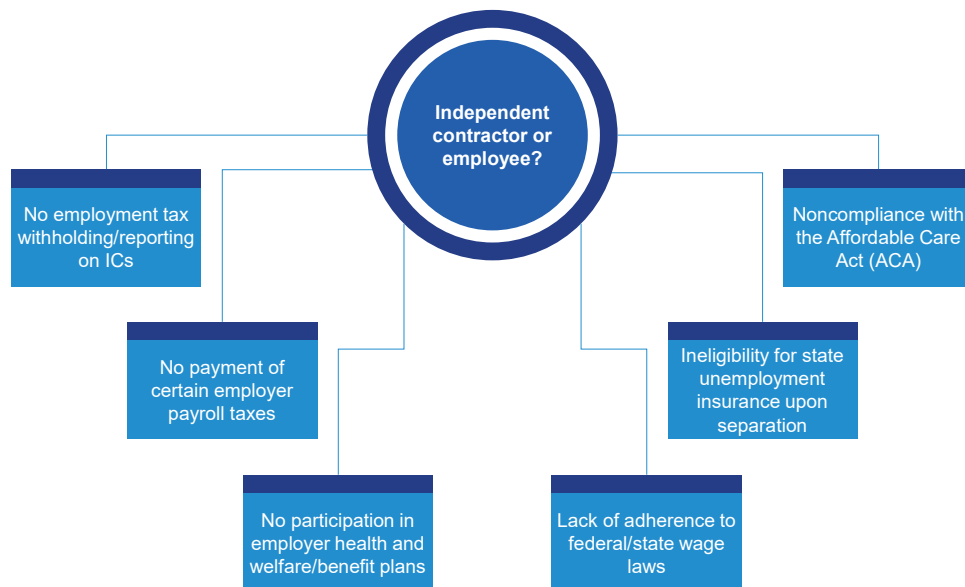 Independent
contractor or
employee?
No employment tax
withholding/reporting
on ICs
Noncompliance with
the Affordable Care
Act (ACA)
No payment of
certain employer
payroll taxes
Ineligibility for state
unemployment
insurance upon
separation
No participation in
employer health and
welfare/benefit plans
Lack of adherence to
federal/state wage
laws